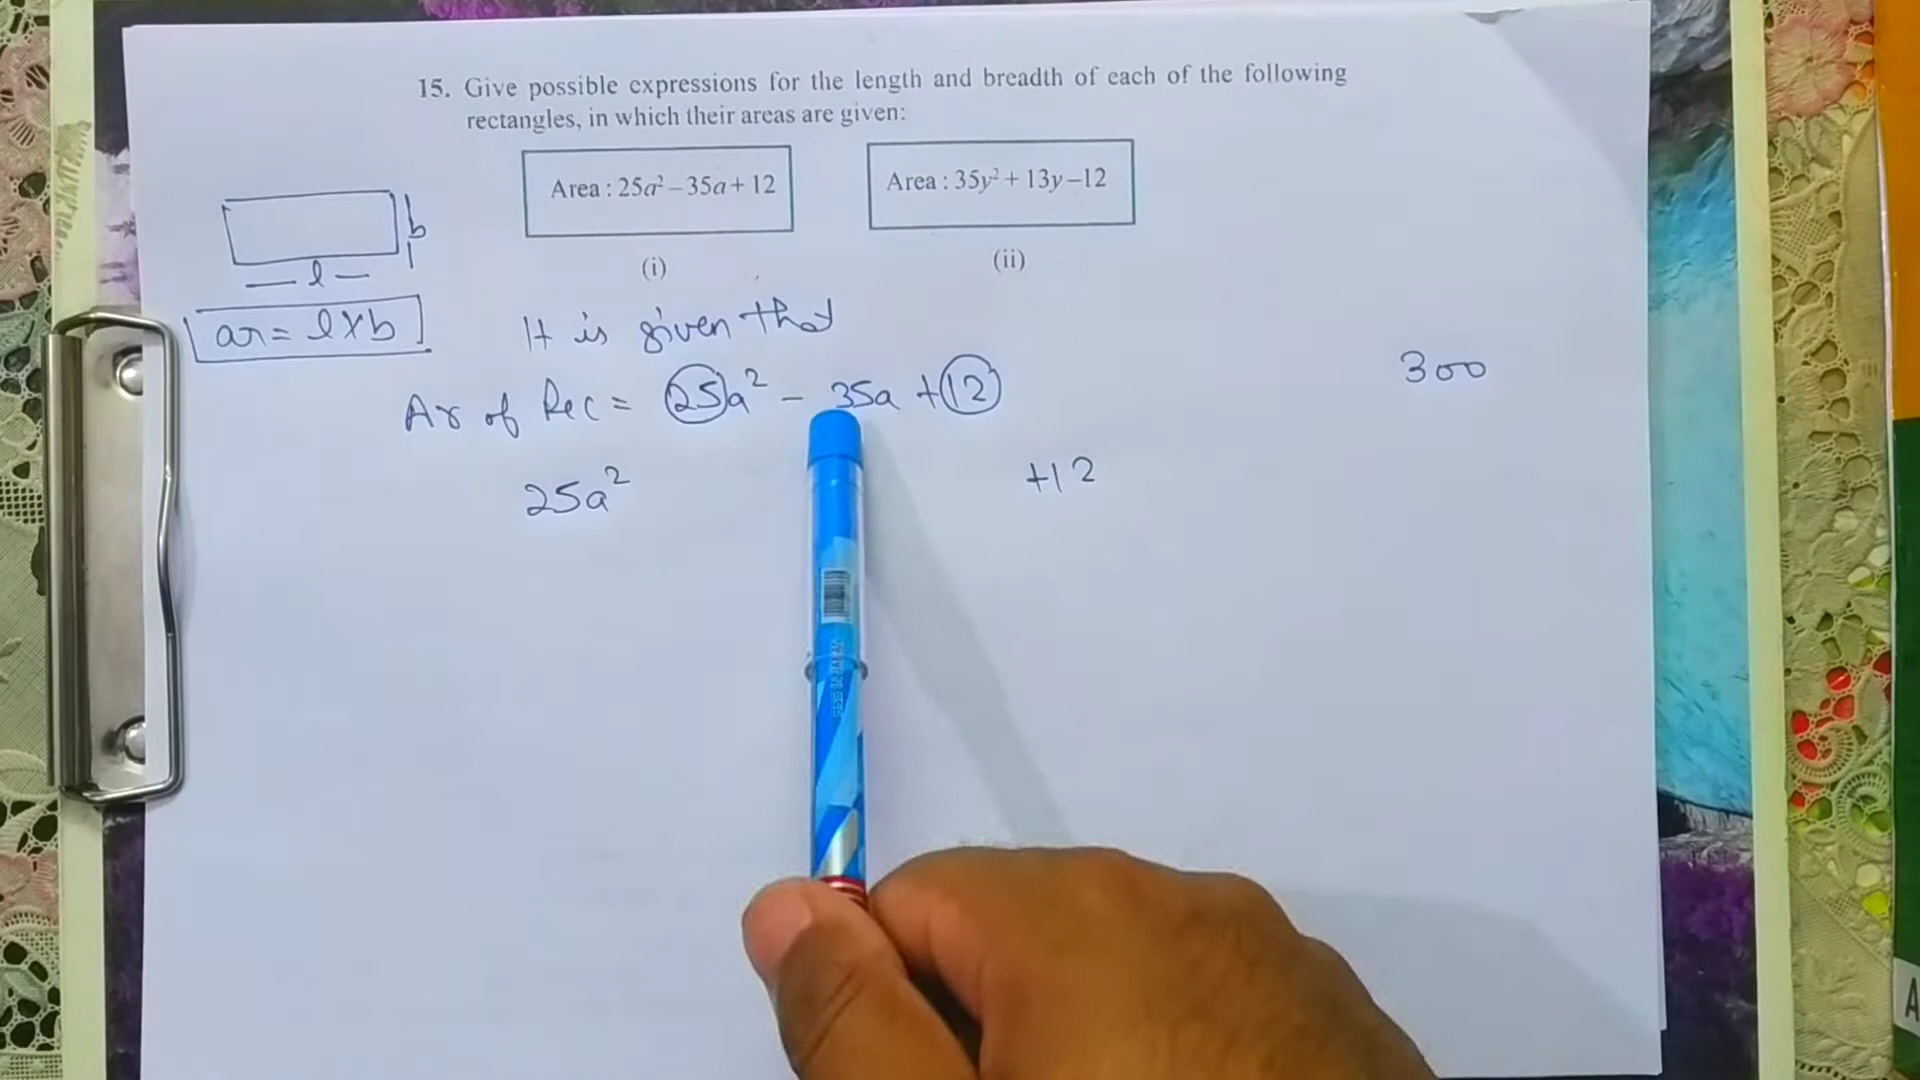 15. Give possible expressions for the length and breadth of each of the following
rectangles, in which their areas are given:
Area : 25a² – 35a + 12
Area : 35y² + 13y –12
(i)
(ii)
b
l
ar = l × b
It is given that
Ar of Rec = 25a² - 35a + 12
300
25a²
+12
A